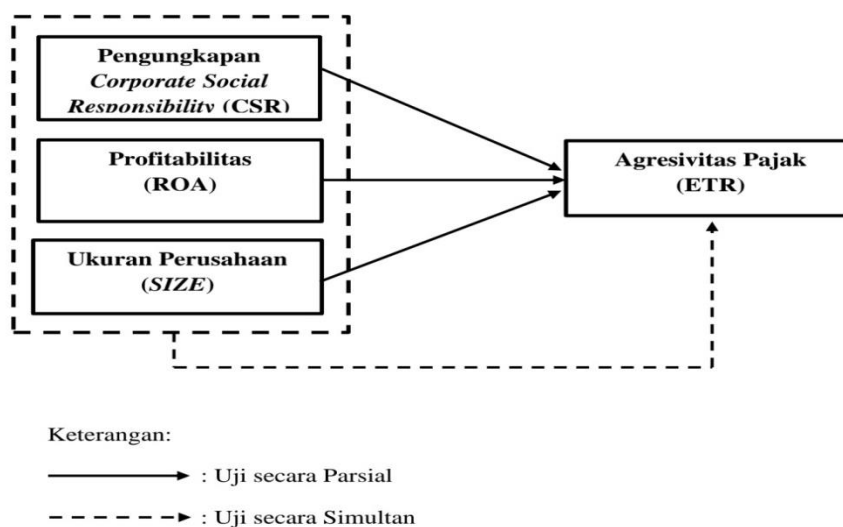 Pengungkapan
Corporate Social
Responsibility (CSR)
Profitabilitas
(ROA)
Ukuran Perusahaan
(SIZE)
Agresivitas Pajak
(ETR)
Keterangan:
: Uji secara Parsial
: Uji secara Simultan